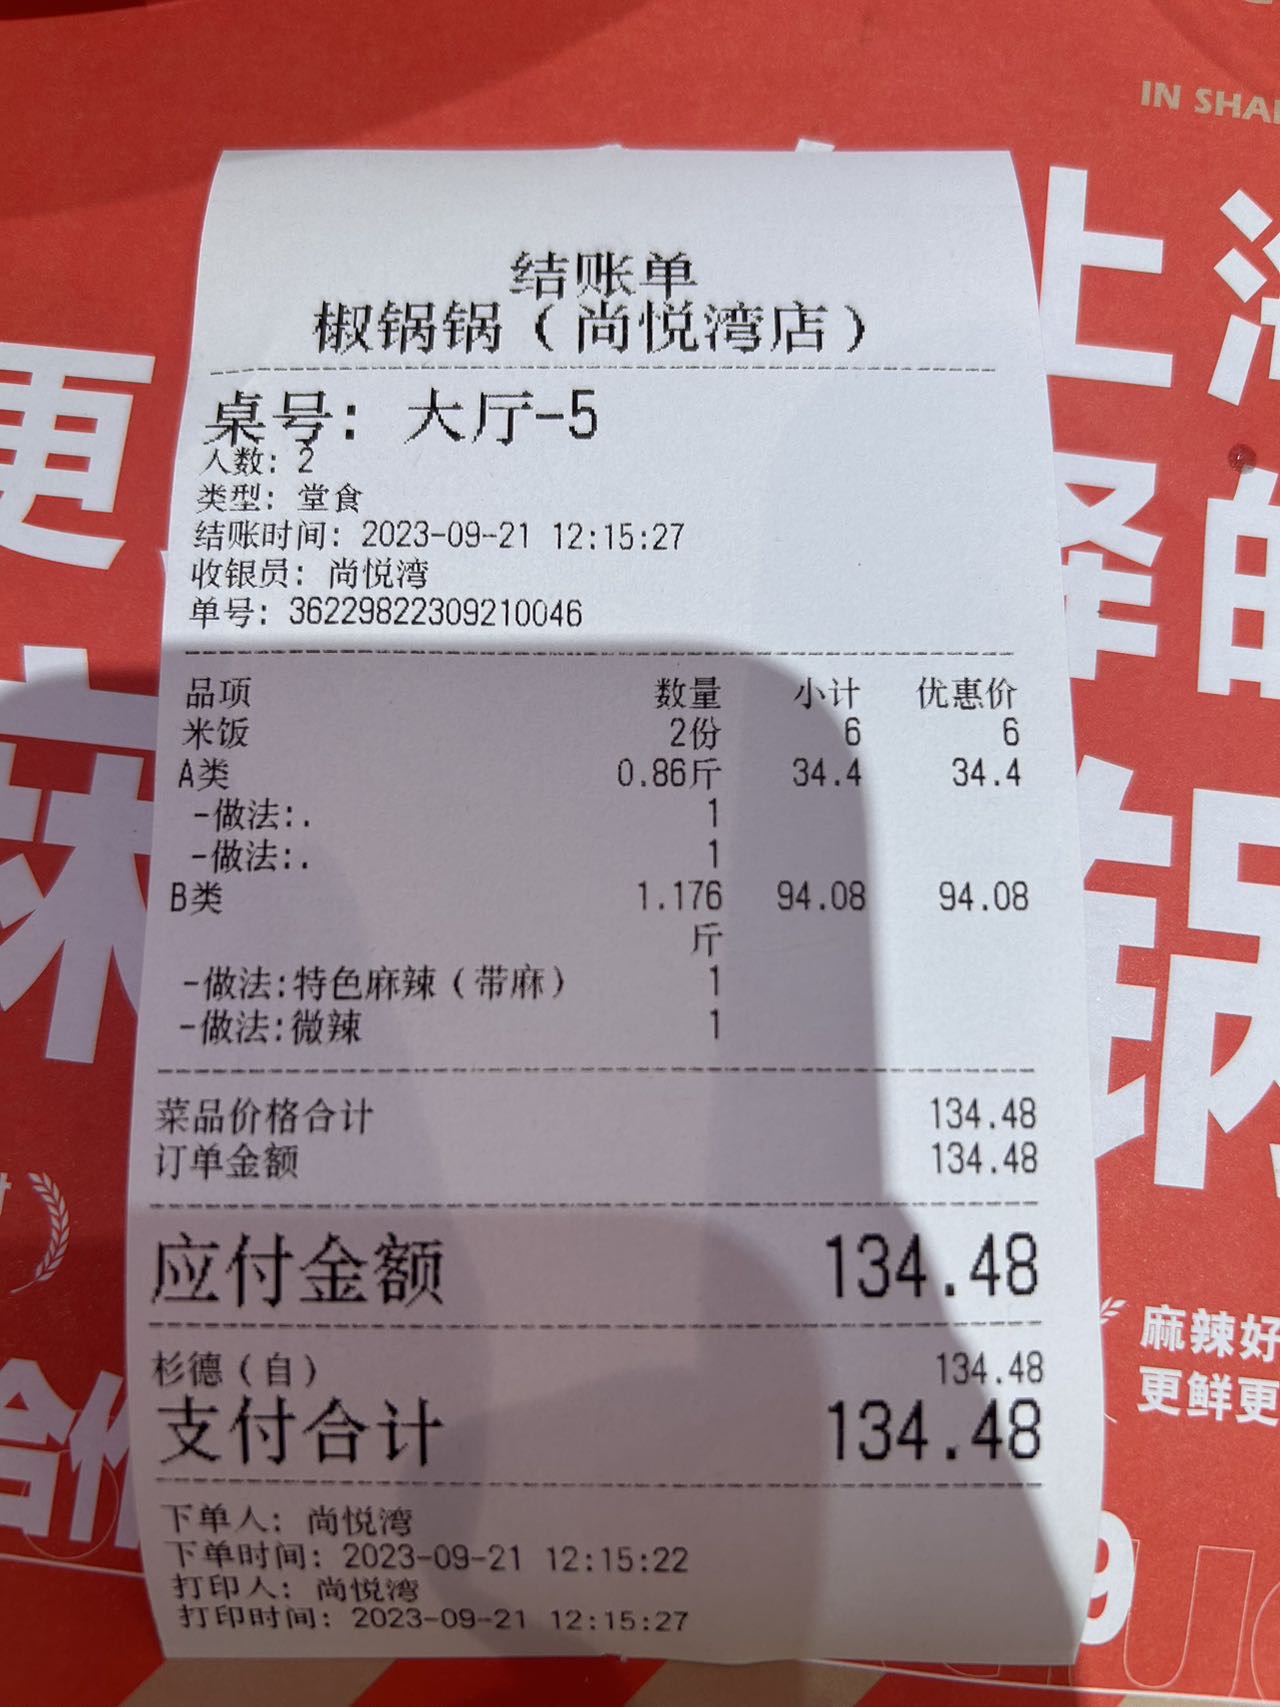 IN SHA
结账单
椒锅锅（尚悦湾店）
桌号: 大厅-5
人数: 2
类型: 堂食
结账时间: 2023-09-21 12:15:27
收银员: 尚悦湾
单号: 36229822309210046
品项 数量 小计 优惠价
米饭 2份 6 6
A类 0.86斤 34.4 34.4
-做法:. 1
-做法:. 1
B类 1.176 94.08 94.08
斤
-做法:特色麻辣（带麻） 1
-做法:微辣 1
菜品价格合计 134.48
订单金额 134.48
应付金额 134.48
杉德（自） 134.48
支付合计 134.48
下单人: 尚悦湾
下单时间: 2023-09-21 12:15:22
打印人: 尚悦湾
打印时间: 2023-09-21 12:15:27
更
上
的
锅
麻辣好
更鲜更
9